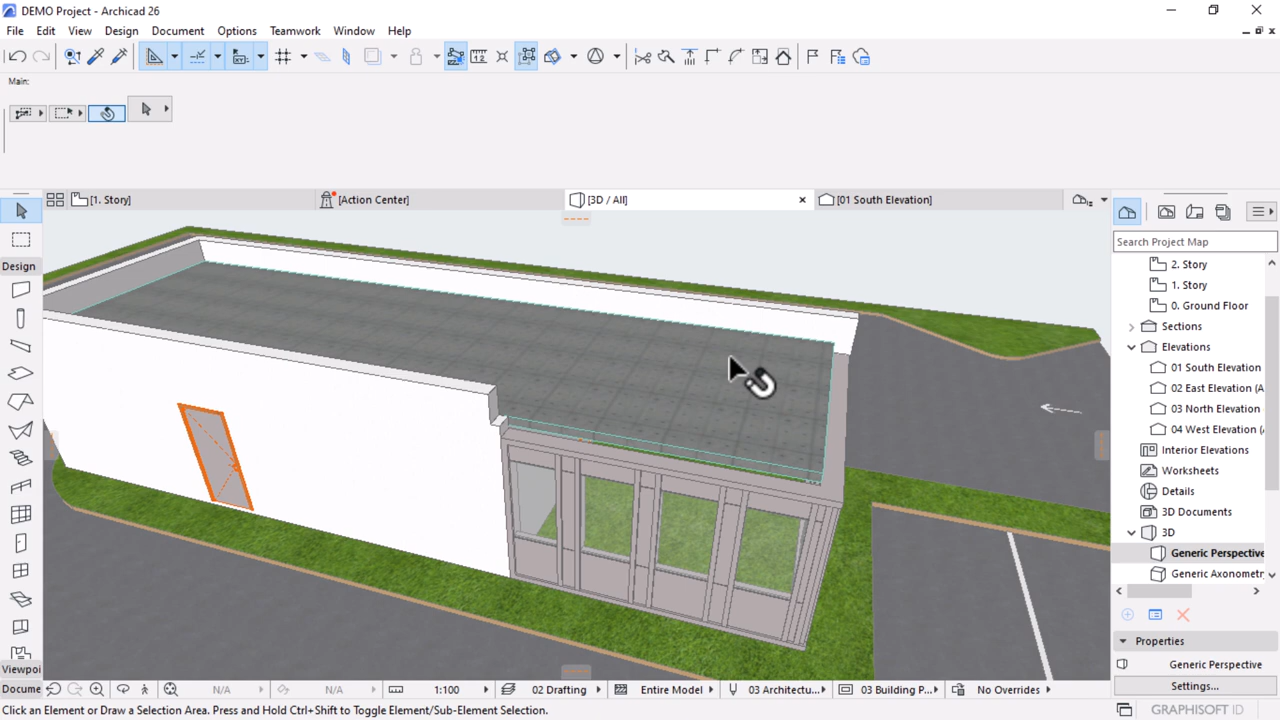 DEMO Project - Archicad 26
File Edit View Design Document Options Teamwork Window Help
Main:
[1. Story] [Action Center] [3D / All] [01 South Elevation]
Search Project Map
Design
2. Story
1. Story
0. Ground Floor
Sections
Elevations
01 South Elevation
02 East Elevation (A
03 North Elevation
04 West Elevation (A
Interior Elevations
Worksheets
Details
3D Documents
3D
Generic Perspective
Generic Axonometr
Properties
Generic Perspective
Settings...
Viewpoi
Docume N/A N/A 1:100 02 Drafting Entire Model 03 Architectu... 03 Building P... No Overrides
Click an Element or Draw a Selection Area. Press and Hold Ctrl+Shift to Toggle Element/Sub-Element Selection.
GRAPHISOFT ID